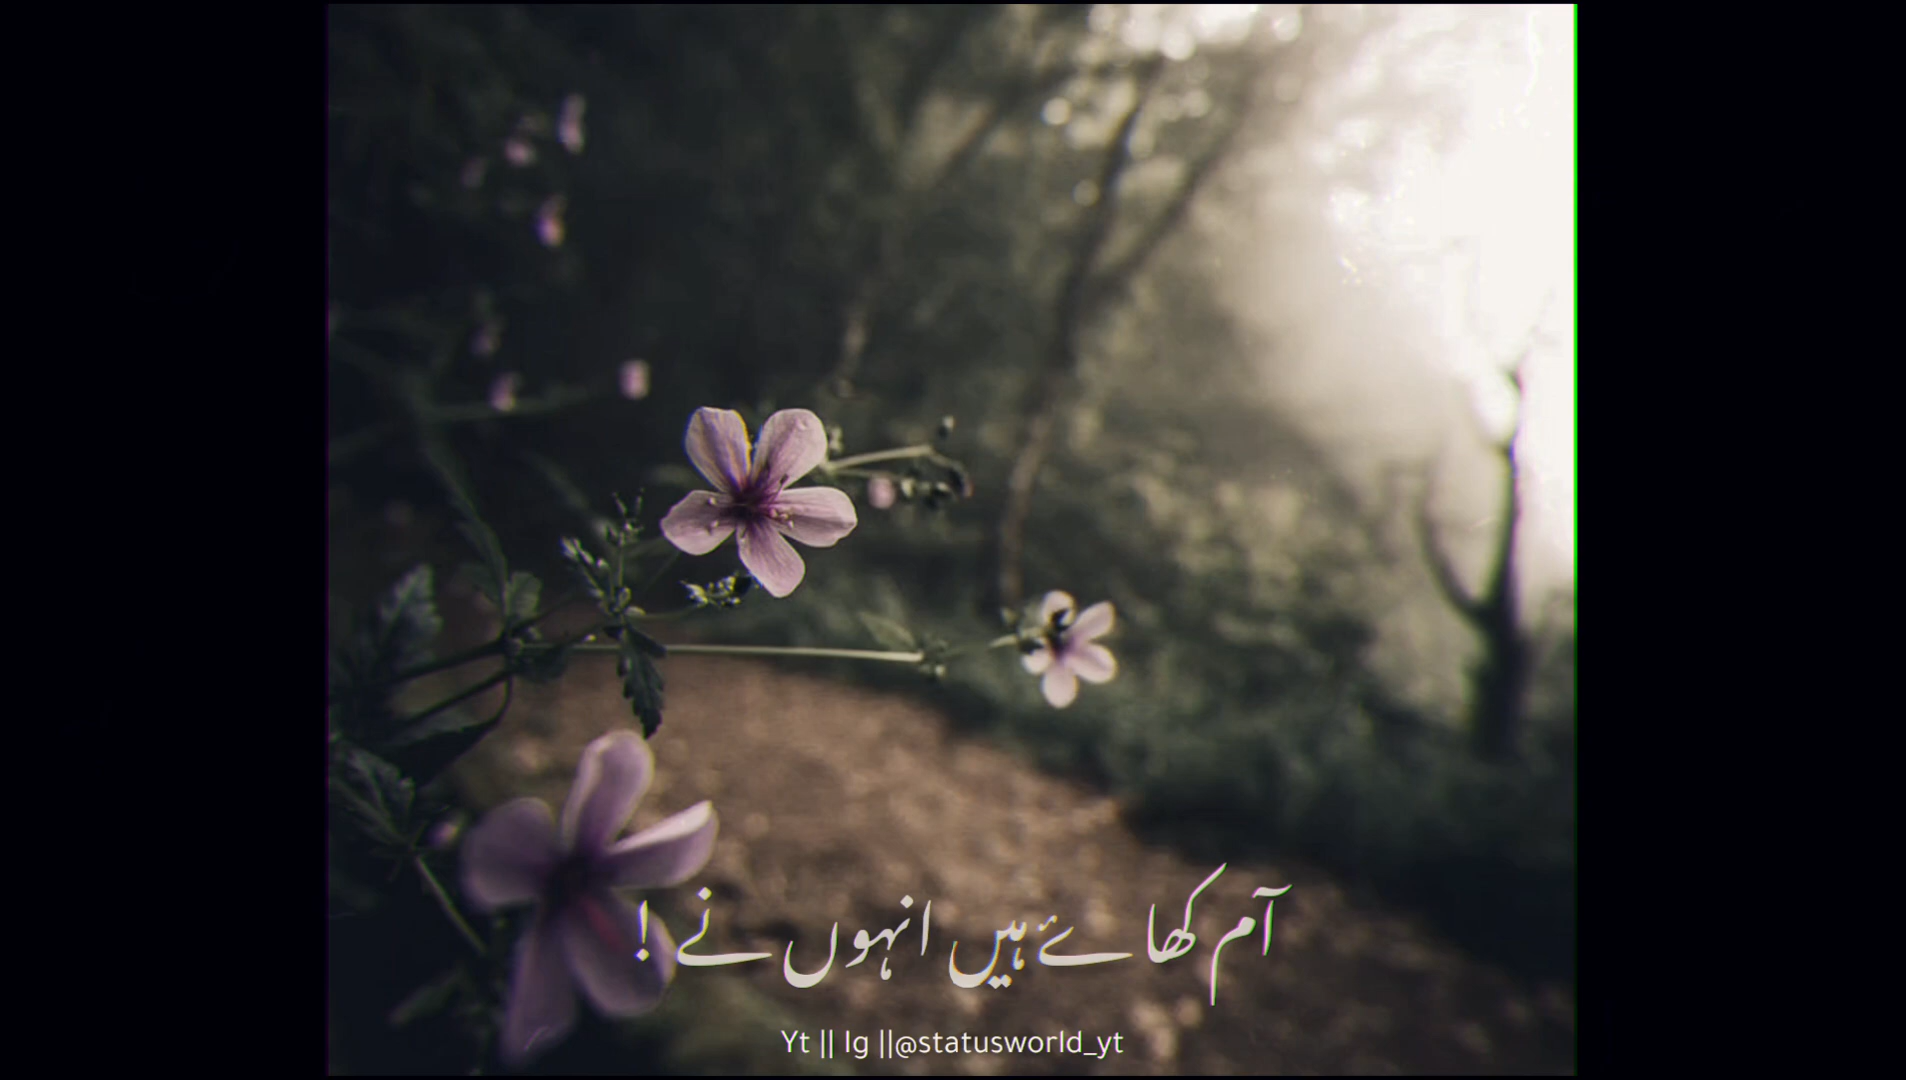 آم کھائے ہیں انہوں نے !
Yt || Ig ||@statusworld_yt